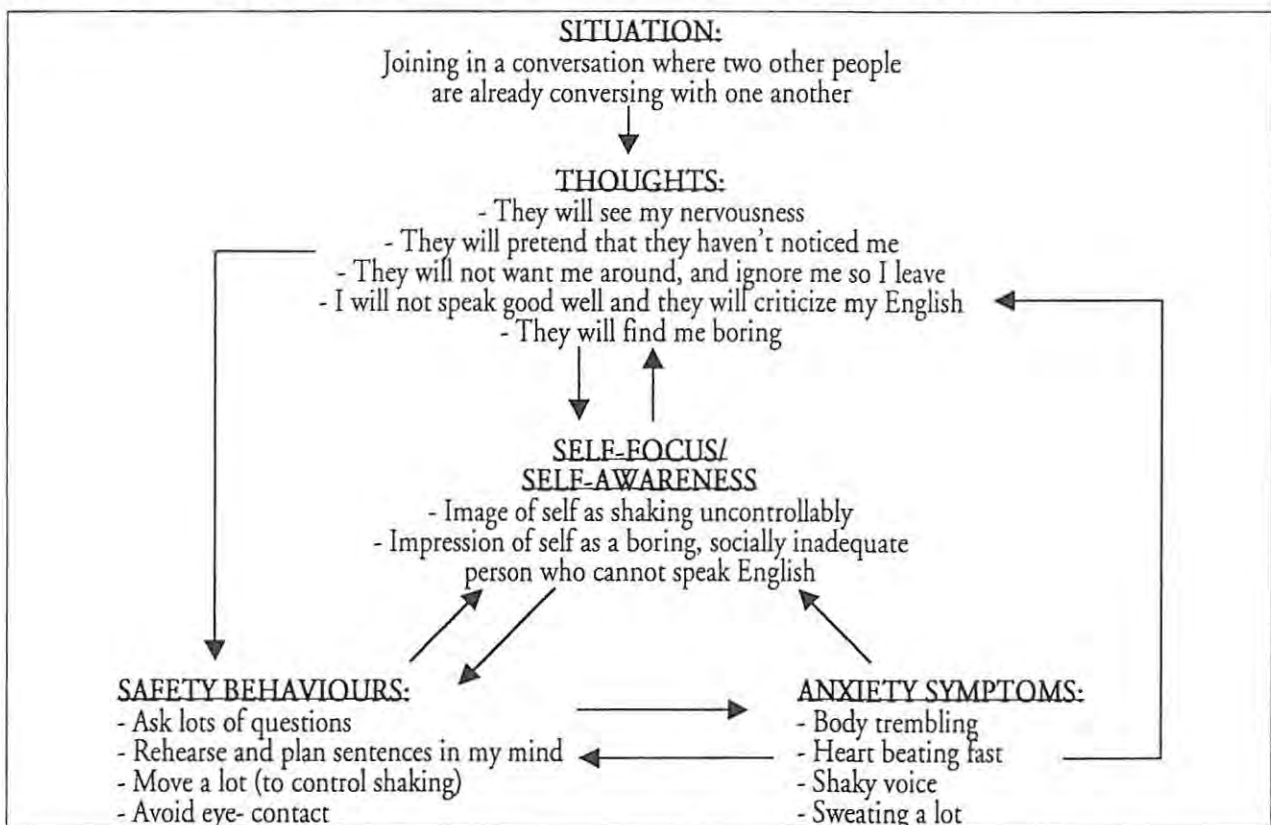 SITUATION:
Joining in a conversation where two other people
are already conversing with one another
THOUGHTS:
- They will see my nervousness
- They will pretend that they haven't noticed me
- They will not want me around, and ignore me so I leave
- I will not speak good well and they will criticize my English
- They will find me boring
SELF-FOCUS/
SELF-AWARENESS
- Image of self as shaking uncontrollably
- Impression of self as a boring, socially inadequate
person who cannot speak English
SAFETY BEHAVIOURS:
- Ask lots of questions
- Rehearse and plan sentences in my mind
- Move a lot (to control shaking)
- Avoid eye- contact
ANXIETY SYMPTOMS:
- Body trembling
- Heart beating fast
- Shaky voice
- Sweating a lot